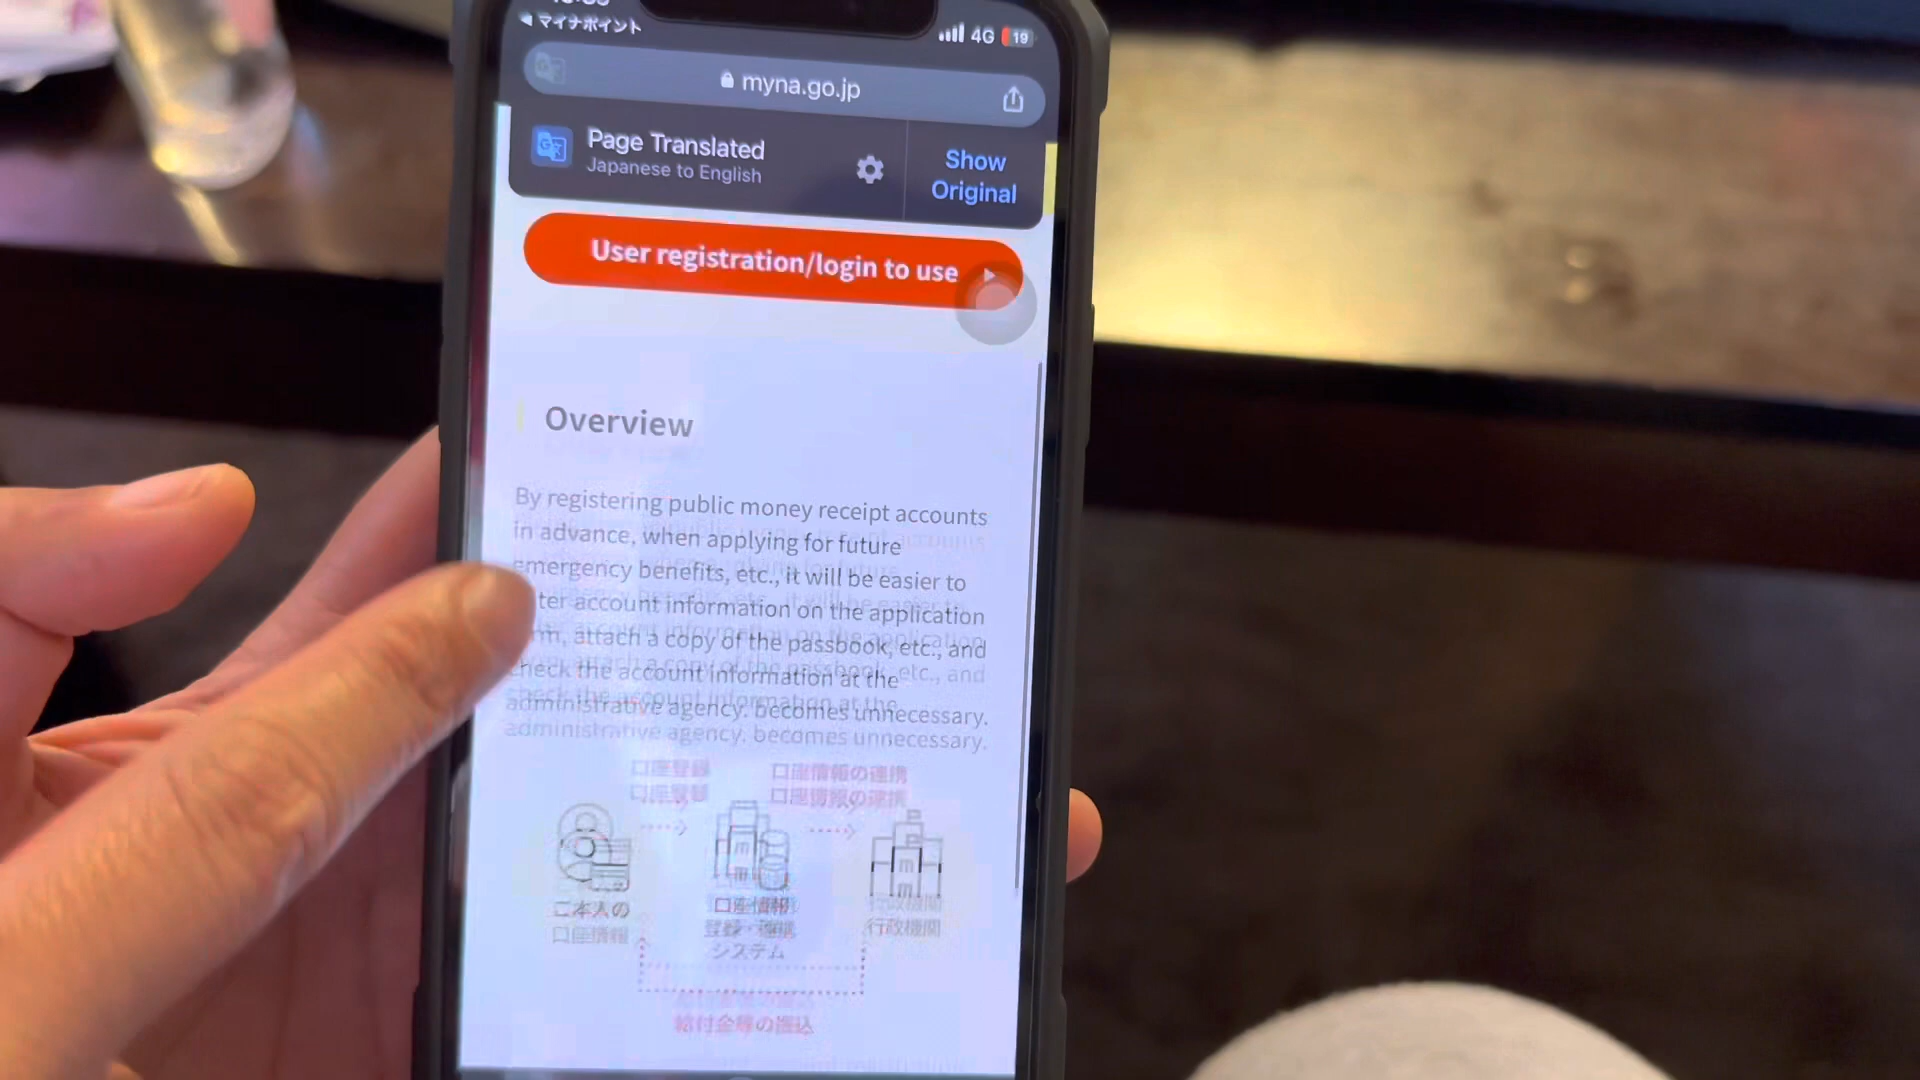 マイナポイント
4G 19
myna.go.jp
Page Translated
Japanese to English
Show
Original
User registration/login to use
Overview
By registering public money receipt accounts
in advance, when applying for future
emergency benefits, etc., it will be easier to
account information on the application
attach a copy of the passbook, etc., and
check the account information at the
administrative agency. becomes unnecessary.
口座登録 口座情報の連携
ご本人の
口座情報
口座情報
登録・連携
システム
行政機関
給付金等の振込